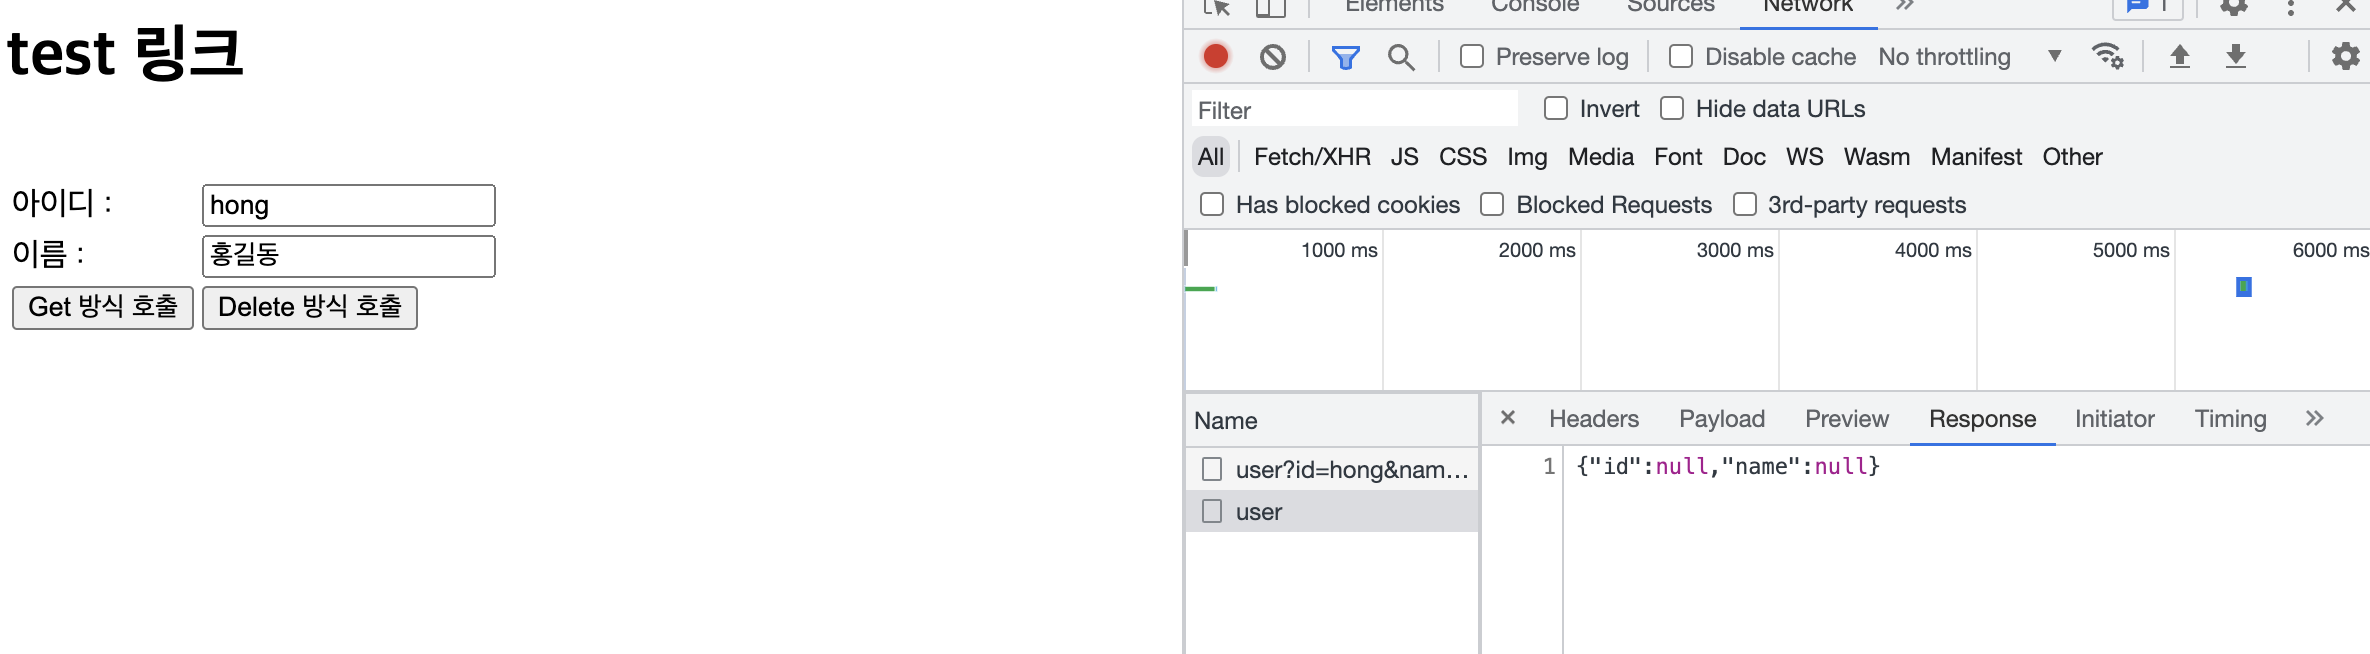 test 링크
아이디 :
hong
이름 :
홍길동
Get 방식 호출
Delete 방식 호출
Elements Console Sources Network » 1
Preserve log Disable cache No throttling
Filter Invert Hide data URLs
All Fetch/XHR JS CSS Img Media Font Doc WS Wasm Manifest Other
Has blocked cookies Blocked Requests 3rd-party requests
1000 ms 2000 ms 3000 ms 4000 ms 5000 ms 6000 ms
Name
user?id=hong&nam...
user
× Headers Payload Preview Response Initiator Timing »
1 {"id":null,"name":null}